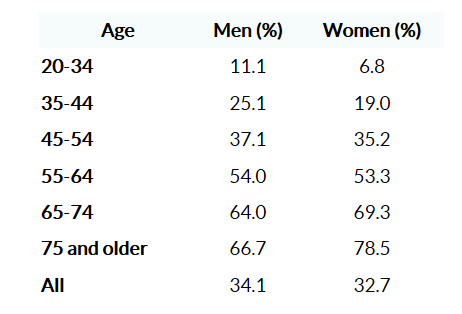 Age Men (%) Women (%)
20-34 11.1 6.8
35-44 25.1 19.0
45-54 37.1 35.2
55-64 54.0 53.3
65-74 64.0 69.3
75 and older 66.7 78.5
All 34.1 32.7